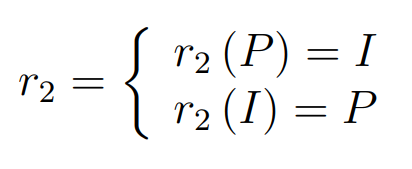 r₂ = { r₂ (P) = I
r₂ (I) = P